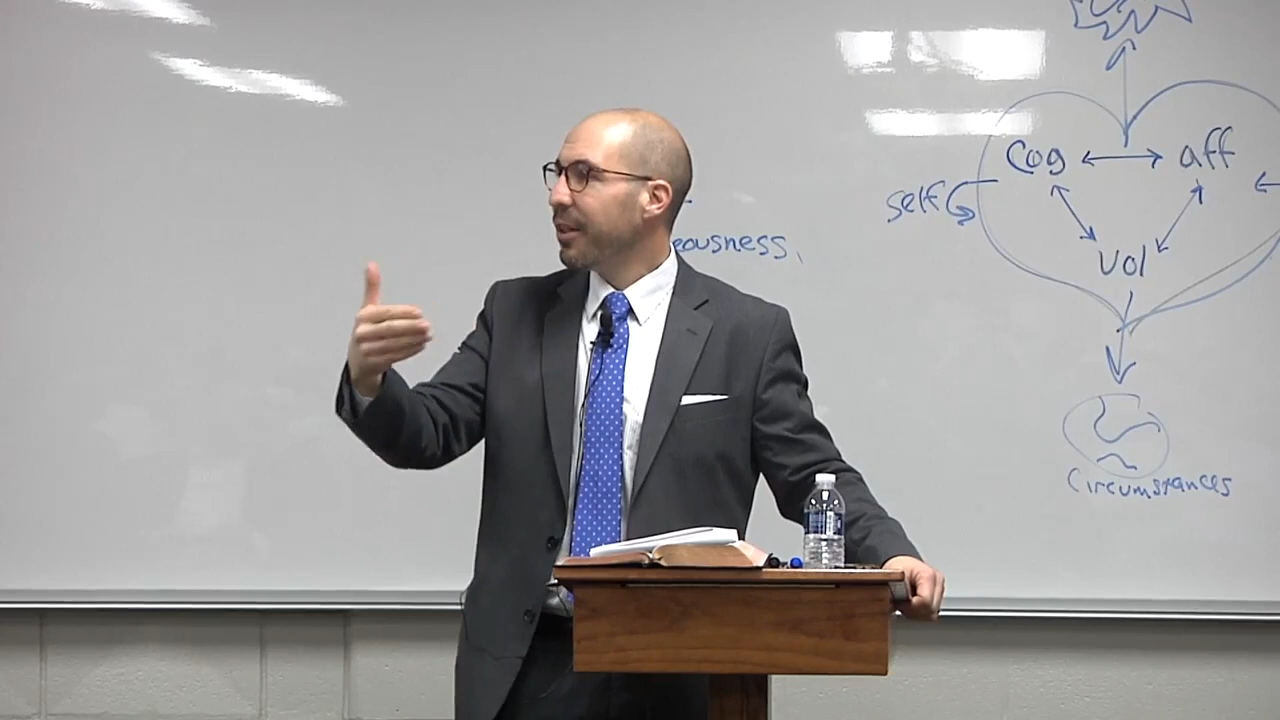 cog aff
self
eousness,
vol
Circumstances